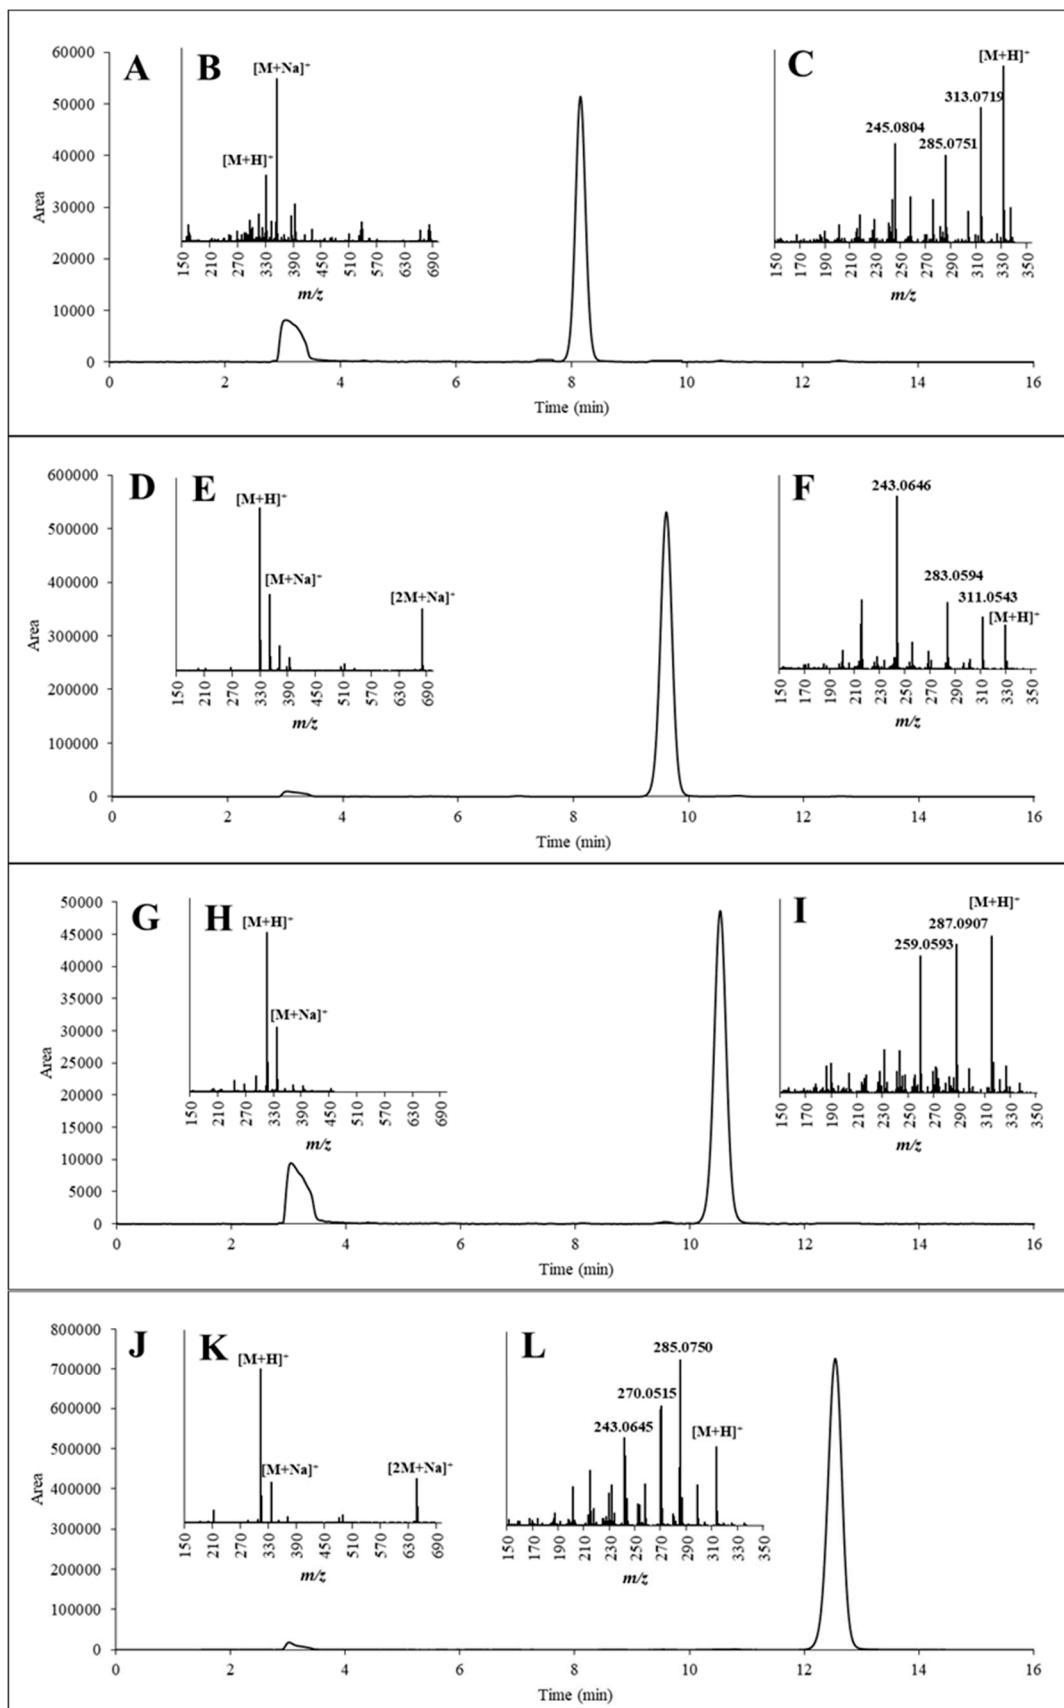 A
B
C
60000
50000
40000
30000
20000
10000
0
Area
[M+Na]⁺
[M+H]⁺
150 210 270 330 390 450 510 570 630 690
m/z
[M+H]⁺
313.0719
245.0804
285.0751
150 170 190 210 230 250 270 290 310 330 350
m/z
0 2 4 6 8 10 12 14 16
Time (min)
D
E
F
600000
500000
400000
300000
200000
100000
0
Area
[M+H]⁺
[M+Na]⁺
[2M+Na]⁺
150 210 270 330 390 450 510 570 630 690
m/z
243.0646
283.0594
311.0543
[M+H]⁺
150 170 190 210 230 250 270 290 310 330 350
m/z
0 2 4 6 8 10 12 14 16
Time (min)
G
H
I
50000
45000
40000
35000
30000
25000
20000
15000
10000
5000
0
Area
[M+H]⁺
[M+Na]⁺
150 210 270 330 390 450 510 570 630 690
m/z
[M+H]⁺
287.0907
259.0593
150 170 190 210 230 250 270 290 310 330 350
m/z
0 2 4 6 8 10 12 14 16
Time (min)
J
K
L
800000
700000
600000
500000
400000
300000
200000
100000
0
Area
[M+H]⁺
[M+Na]⁺
[2M+Na]⁺
150 210 270 330 390 450 510 570 630 690
m/z
285.0750
270.0515
243.0645
[M+H]⁺
150 170 190 210 230 250 270 290 310 330 350
m/z
0 2 4 6 8 10 12 14 16
Time (min)